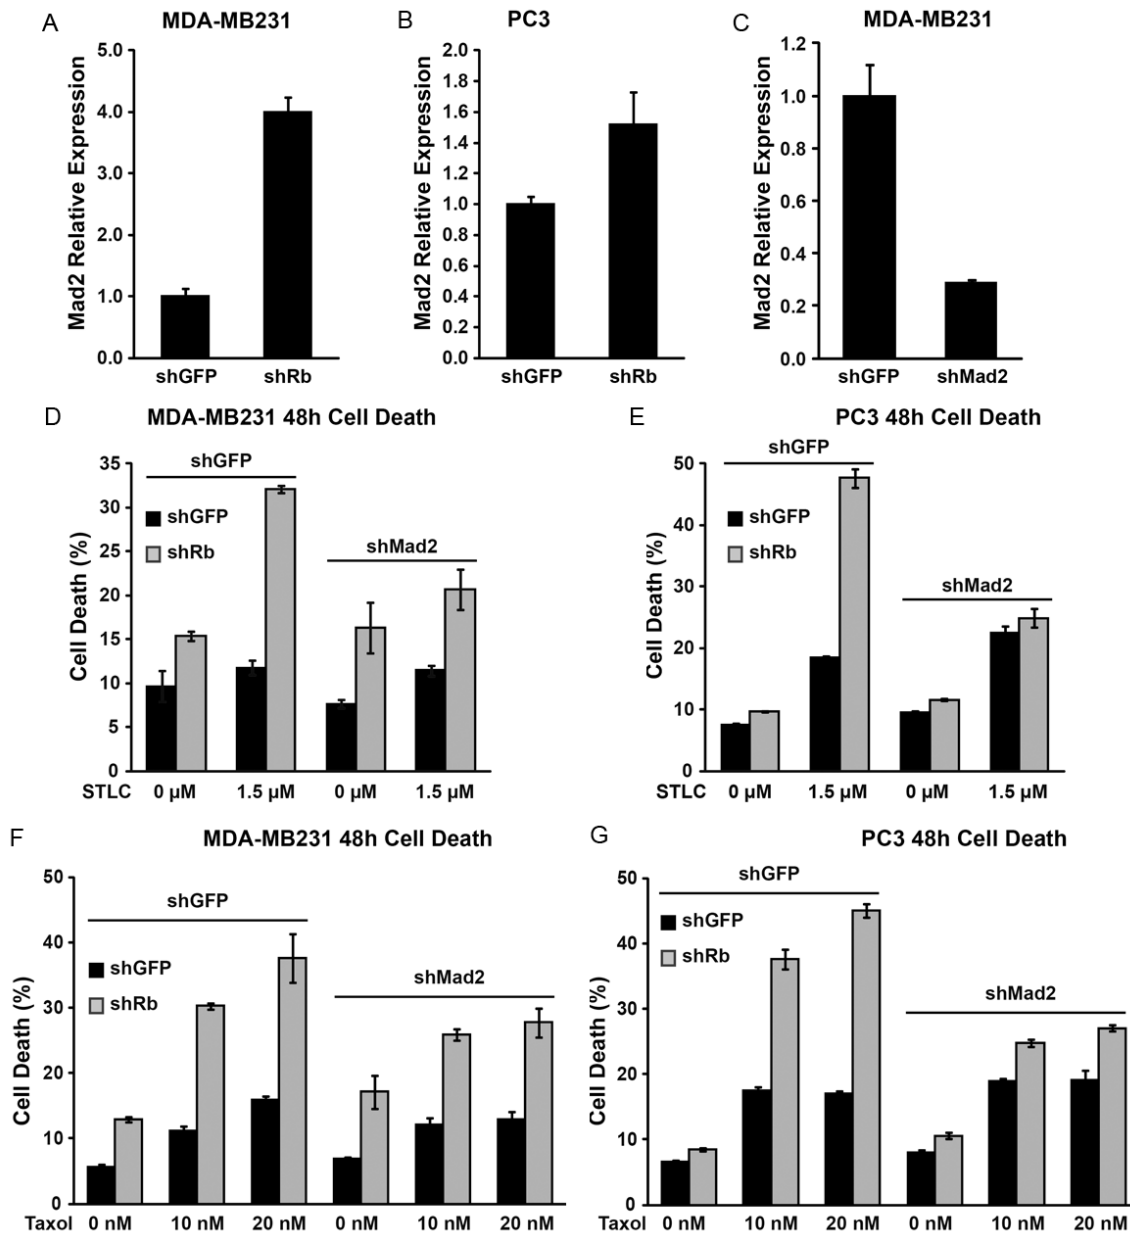 A
MDA-MB231
Mad2 Relative Expression
5.0
4.0
3.0
2.0
1.0
0.0
shGFP
shRb
B
PC3
Mad2 Relative Expression
2.0
1.8
1.6
1.4
1.2
1.0
0.8
0.6
0.4
0.2
0.0
shGFP
shRb
C
MDA-MB231
Mad2 Relative Expression
1.2
1.0
0.8
0.6
0.4
0.2
0.0
shGFP
shMad2
D
MDA-MB231 48h Cell Death
Cell Death (%)
35
30
25
20
15
10
5
0
shGFP
shGFP
shRb
shMad2
STLC 0 µM 1.5 µM 0 µM 1.5 µM
E
PC3 48h Cell Death
Cell Death (%)
50
40
30
20
10
0
shGFP
shGFP
shRb
shMad2
STLC 0 µM 1.5 µM 0 µM 1.5 µM
F
MDA-MB231 48h Cell Death
Cell Death (%)
50
40
30
20
10
0
shGFP
shGFP
shRb
shMad2
Taxol 0 nM 10 nM 20 nM 0 nM 10 nM 20 nM
G
PC3 48h Cell Death
Cell Death (%)
50
40
30
20
10
0
shGFP
shGFP
shRb
shMad2
Taxol 0 nM 10 nM 20 nM 0 nM 10 nM 20 nM